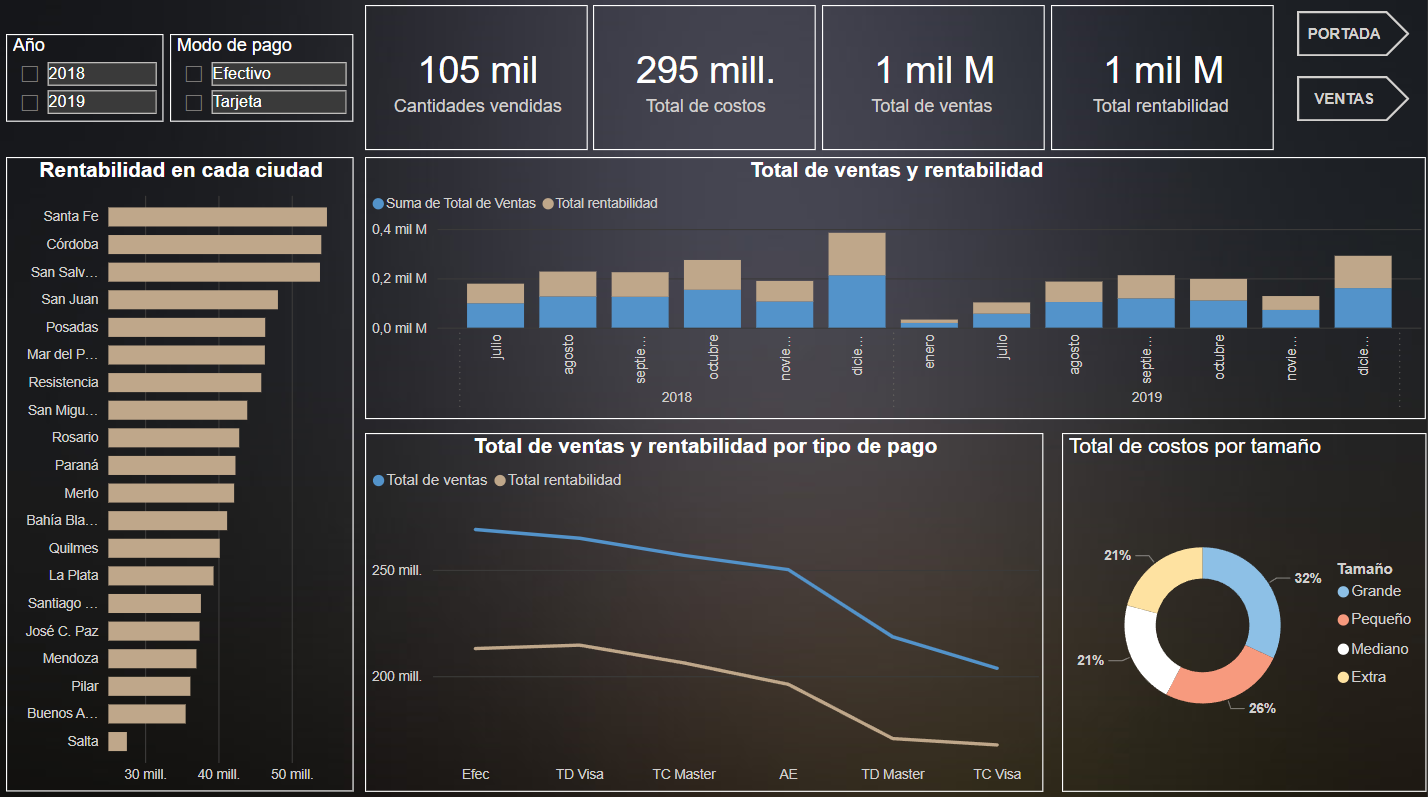 Año
2018
2019
Modo de pago
Efectivo
Tarjeta
105 mil
Cantidades vendidas
295 mill.
Total de costos
1 mil M
Total de ventas
1 mil M
Total rentabilidad
PORTADA
VENTAS
Rentabilidad en cada ciudad
Santa Fe
Córdoba
San Salv...
San Juan
Posadas
Mar del P...
Resistencia
San Migu...
Rosario
Paraná
Merlo
Bahía Bla...
Quilmes
La Plata
Santiago ...
José C. Paz
Mendoza
Pilar
Buenos A...
Salta
30 mill. 40 mill. 50 mill.
Total de ventas y rentabilidad
Suma de Total de Ventas Total rentabilidad
0,4 mil M
0,2 mil M
0,0 mil M
julio agosto septie... octubre novie... dicie... enero julio agosto septie... octubre novie... dicie...
2018 2019
Total de ventas y rentabilidad por tipo de pago
Total de ventas Total rentabilidad
250 mill.
200 mill.
Efec TD Visa TC Master AE TD Master TC Visa
Total de costos por tamaño
21%
32%
21%
26%
Tamaño
Grande
Pequeño
Mediano
Extra